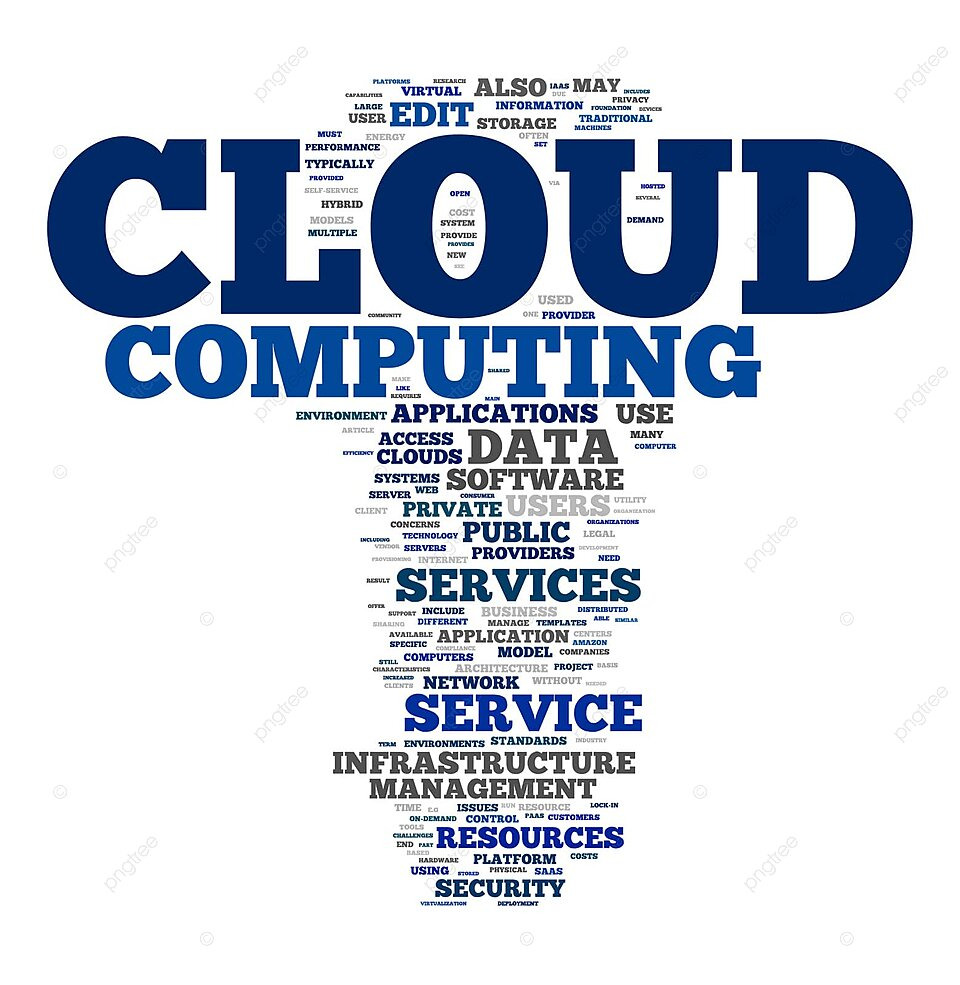 PLATFORMS RESEARCH
CAPABILITIES VIRTUAL ALSO IAAS MAY
DUE INCLUDES
LARGE EDIT INFORMATION PRIVACY
FOUNDATION DEVICES
USER STORAGE TRADITIONAL
MACHINES
MUST ENERGY OFTEN
PERFORMANCE SET
TYPICALLY
PROVIDED VIA
SELF-SERVICE OPEN HOSTED
HYBRID SEVERAL
MODELS COST DEMAND
MULTIPLE SYSTEM
PROVIDE
PROVIDES
NEW
SEE
CLOUD
USED
COMMUNITY ONE PROVIDER
COMPUTING
SHARED
MAKE
LIKE
REQUIRES MAIN
ENVIRONMENT APPLICATIONS USE
ARTICLE ACCESS DATA MANY
EFFICIENCY CLOUDS COMPUTER
SYSTEMS SOFTWARE
SERVER WEB CONSUMER
CLIENT PRIVATE USERS UTILITY
ORGANIZATION
CONCERNS PUBLIC ORGANIZATIONS
INCLUDING TECHNOLOGY LEGAL
VENDOR SERVERS PROVIDERS DEVELOPMENT
PROVISIONING INTERNET NEED
RESULT SERVICES
OFFER
SUPPORT INCLUDE BUSINESS DISTRIBUTED
SHARING DIFFERENT MANAGE TEMPLATES ABLE SIMILAR
AVAILABLE APPLICATION CENTERS
SPECIFIC COMPLIANCE AMAZON
COMPUTERS MODEL COMPANIES
STILL
CHARACTERISTICS ARCHITECTURE PROJECT BASIS
INCREASED
CLIENTS NETWORK WITHOUT NEEDED
SERVICE
TERM ENVIRONMENTS STANDARDS INDUSTRY
INFRASTRUCTURE
MANAGEMENT
TIME E.G ISSUES RUN RESOURCE LOCK-IN
ON-DEMAND CONTROL PAAS CUSTOMERS
TOOLS
CHALLENGES RESOURCES
END PART
BASED
HARDWARE PLATFORM COSTS
USING STORED PHYSICAL SAAS
SECURITY
VIRTUALIZATION DEPLOYMENT
pngtree